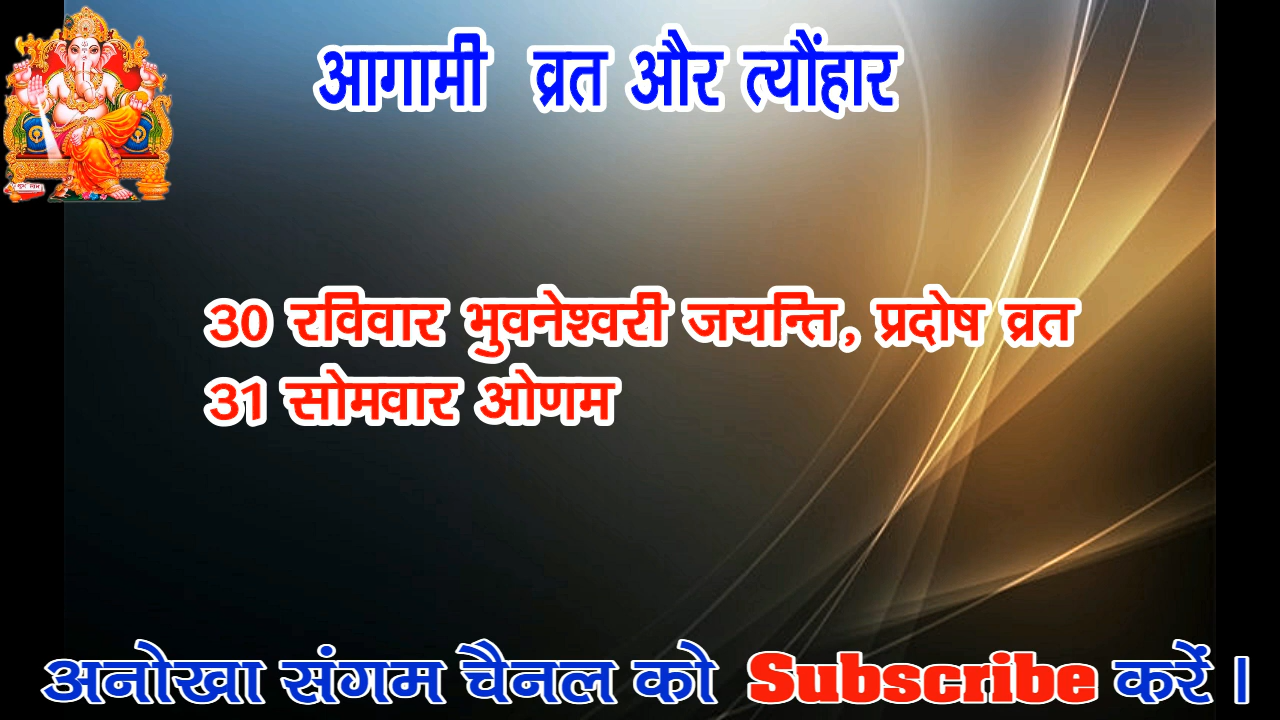 आगामी व्रत और त्यौंहार
30 रविवार भुवनेश्वरी जयन्ति, प्रदोष व्रत
31 सोमवार ओणम
अनोखा संगम चैनल को Subscribe करें।